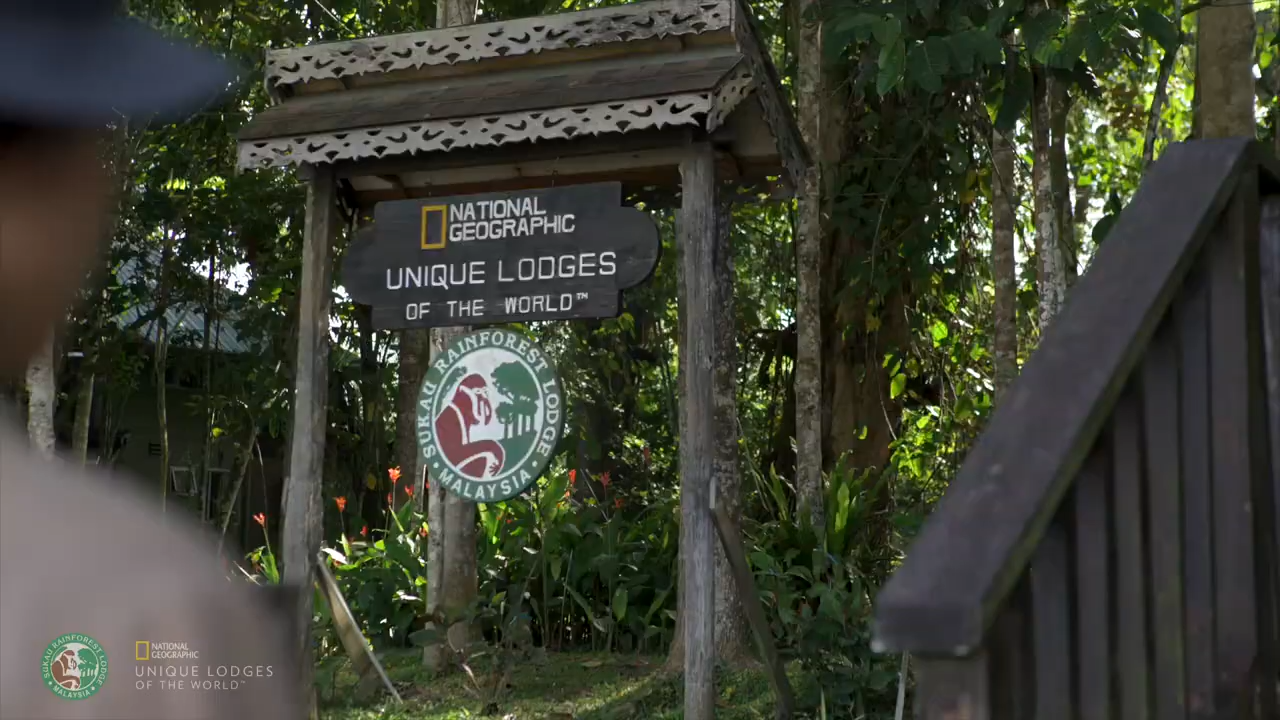 NATIONAL
GEOGRAPHIC
UNIQUE LODGES
OF THE WORLD™
SUKAU RAINFOREST LODGE
• MALAYSIA •
SUKAU RAINFOREST LODGE
• MALAYSIA •
NATIONAL
GEOGRAPHIC
UNIQUE LODGES
OF THE WORLD™